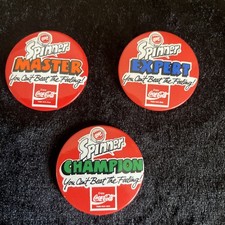 Spinner
MASTER
You Can't Beat The Feeling!
Coca-Cola
Spinner
EXPERT
You Can't Beat The Feeling!
Coca-Cola
Spinner
CHAMPION
You Can't Beat The Feeling!
Coca-Cola